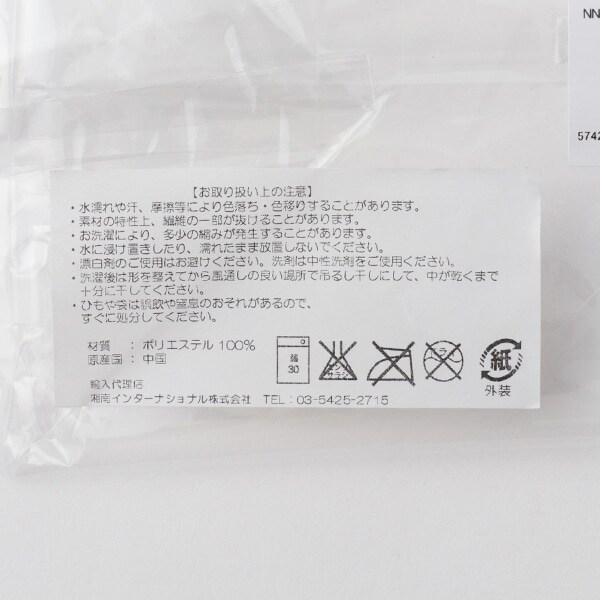 NN
5742
【お取り扱い上の注意】
・水濡れや汗、摩擦等により色落ち・色移りすることがあります。
・素材の特性上、繊維の一部が抜けることがあります。
・お洗濯により、多少の縮みが発生することがあります。
・水に浸け置きしたり、濡れたまま放置しないでください。
・漂白剤のご使用はお避けください。洗剤は中性洗剤をご使用ください。
・洗濯後は形を整えてから風通しの良い場所で吊るし干しにして、中が乾くまで
十分に干してください。
・ひもや袋は誤飲や窒息のおそれがあるので、
すぐに処分してください。
材質 : ポリエステル 100%
原産国 : 中国
弱
30
エンソ
サラシ
ドライ
紙
外装
輸入代理店
湘南インターナショナル株式会社 TEL : 03-5425-2715